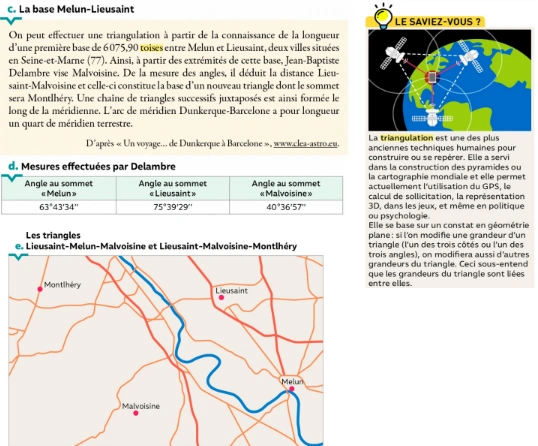 c. La base Melun-Lieusaint
On peut effectuer une triangulation à partir de la connaissance de la longueur
d'une première base de 6 075,90 toises entre Melun et Lieusaint, deux villes situées
en Seine-et-Marne (77). Ainsi, à partir des extrémités de cette base, Jean-Baptiste
Delambre vise Malvoisine. De la mesure des angles, il déduit la distance Lieu-
saint-Malvoisine et celle-ci constitue la base d'un nouveau triangle dont le sommet
sera Montlhéry. Une chaîne de triangles successifs juxtaposés est ainsi formée le
long de la méridienne. L'arc de méridien Dunkerque-Barcelone a pour longueur
un quart de méridien terrestre.
D'après « Un voyage... de Dunkerque à Barcelone », www.clea-astro.eu.
d. Mesures effectuées par Delambre
Angle au sommet «Melun» | Angle au sommet «Lieusaint» | Angle au sommet «Malvoisine»
63°43'34'' | 75°39'29'' | 40°36'57''
Les triangles
e. Lieusaint-Melun-Malvoisine et Lieusaint-Malvoisine-Montlhéry
Montlhéry
Lieusaint
Melun
Malvoisine
LE SAVIEZ-VOUS ?
La triangulation est une des plus
anciennes techniques humaines pour
construire ou se repérer. Elle a servi
dans la construction des pyramides ou
la cartographie mondiale et elle permet
actuellement l'utilisation du GPS, le
calcul de sollicitation, la représentation
3D, dans les jeux, et même en politique
ou psychologie.
Elle se base sur un constat en géométrie
plane : si l'on modifie une grandeur d'un
triangle (l'un des trois côtés ou l'un des
trois angles), on modifiera aussi d'autres
grandeurs du triangle. Ceci sous-entend
que les grandeurs du triangle sont liées
entre elles.